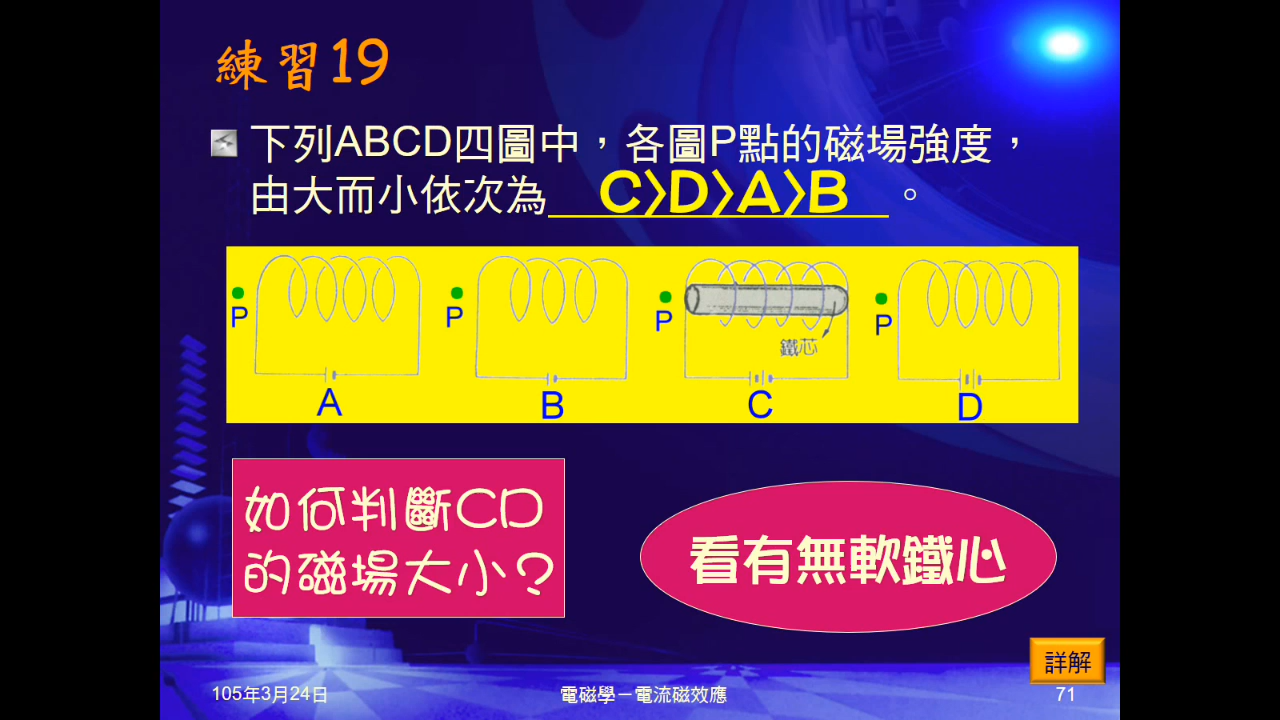 練習19
下列ABCD四圖中，各圖P點的磁場強度，
由大而小依次為 C>D>A>B 。
P
P
P
P
鐵芯
A
B
C
D
如何判斷CD
的磁場大小？
看有無軟鐵心
詳解
105年3月24日
電磁學－電流磁效應
71